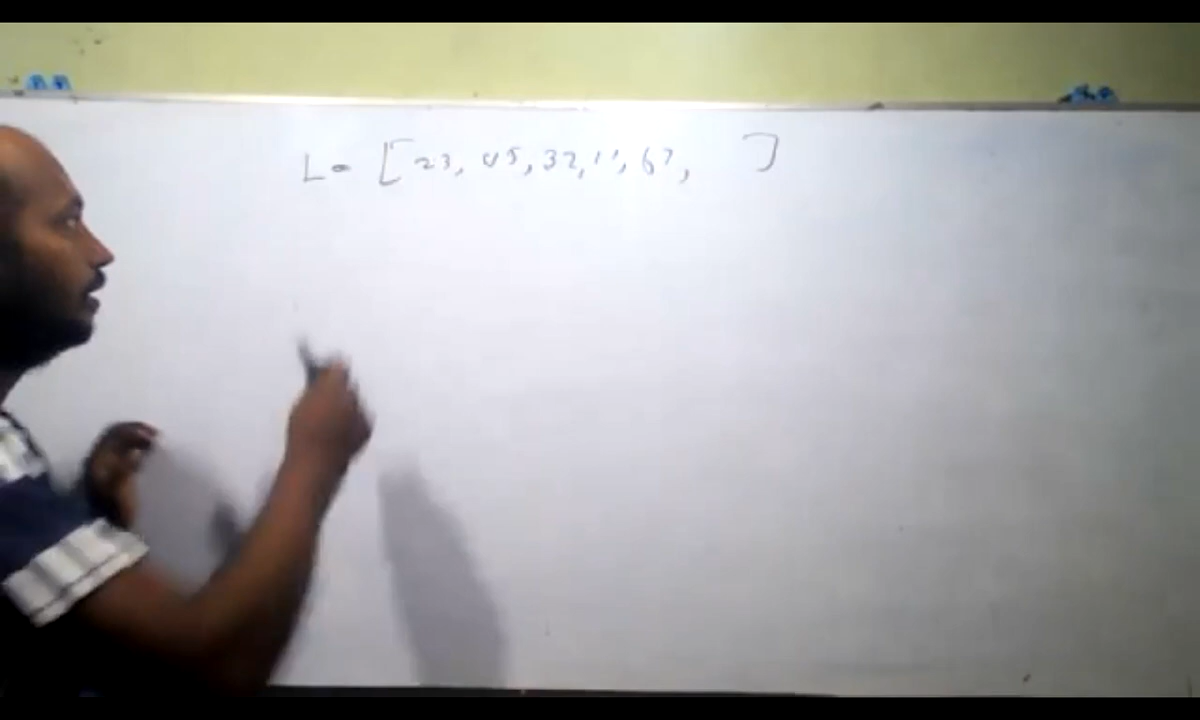 L= [23, 45, 32, 11, 67, ]